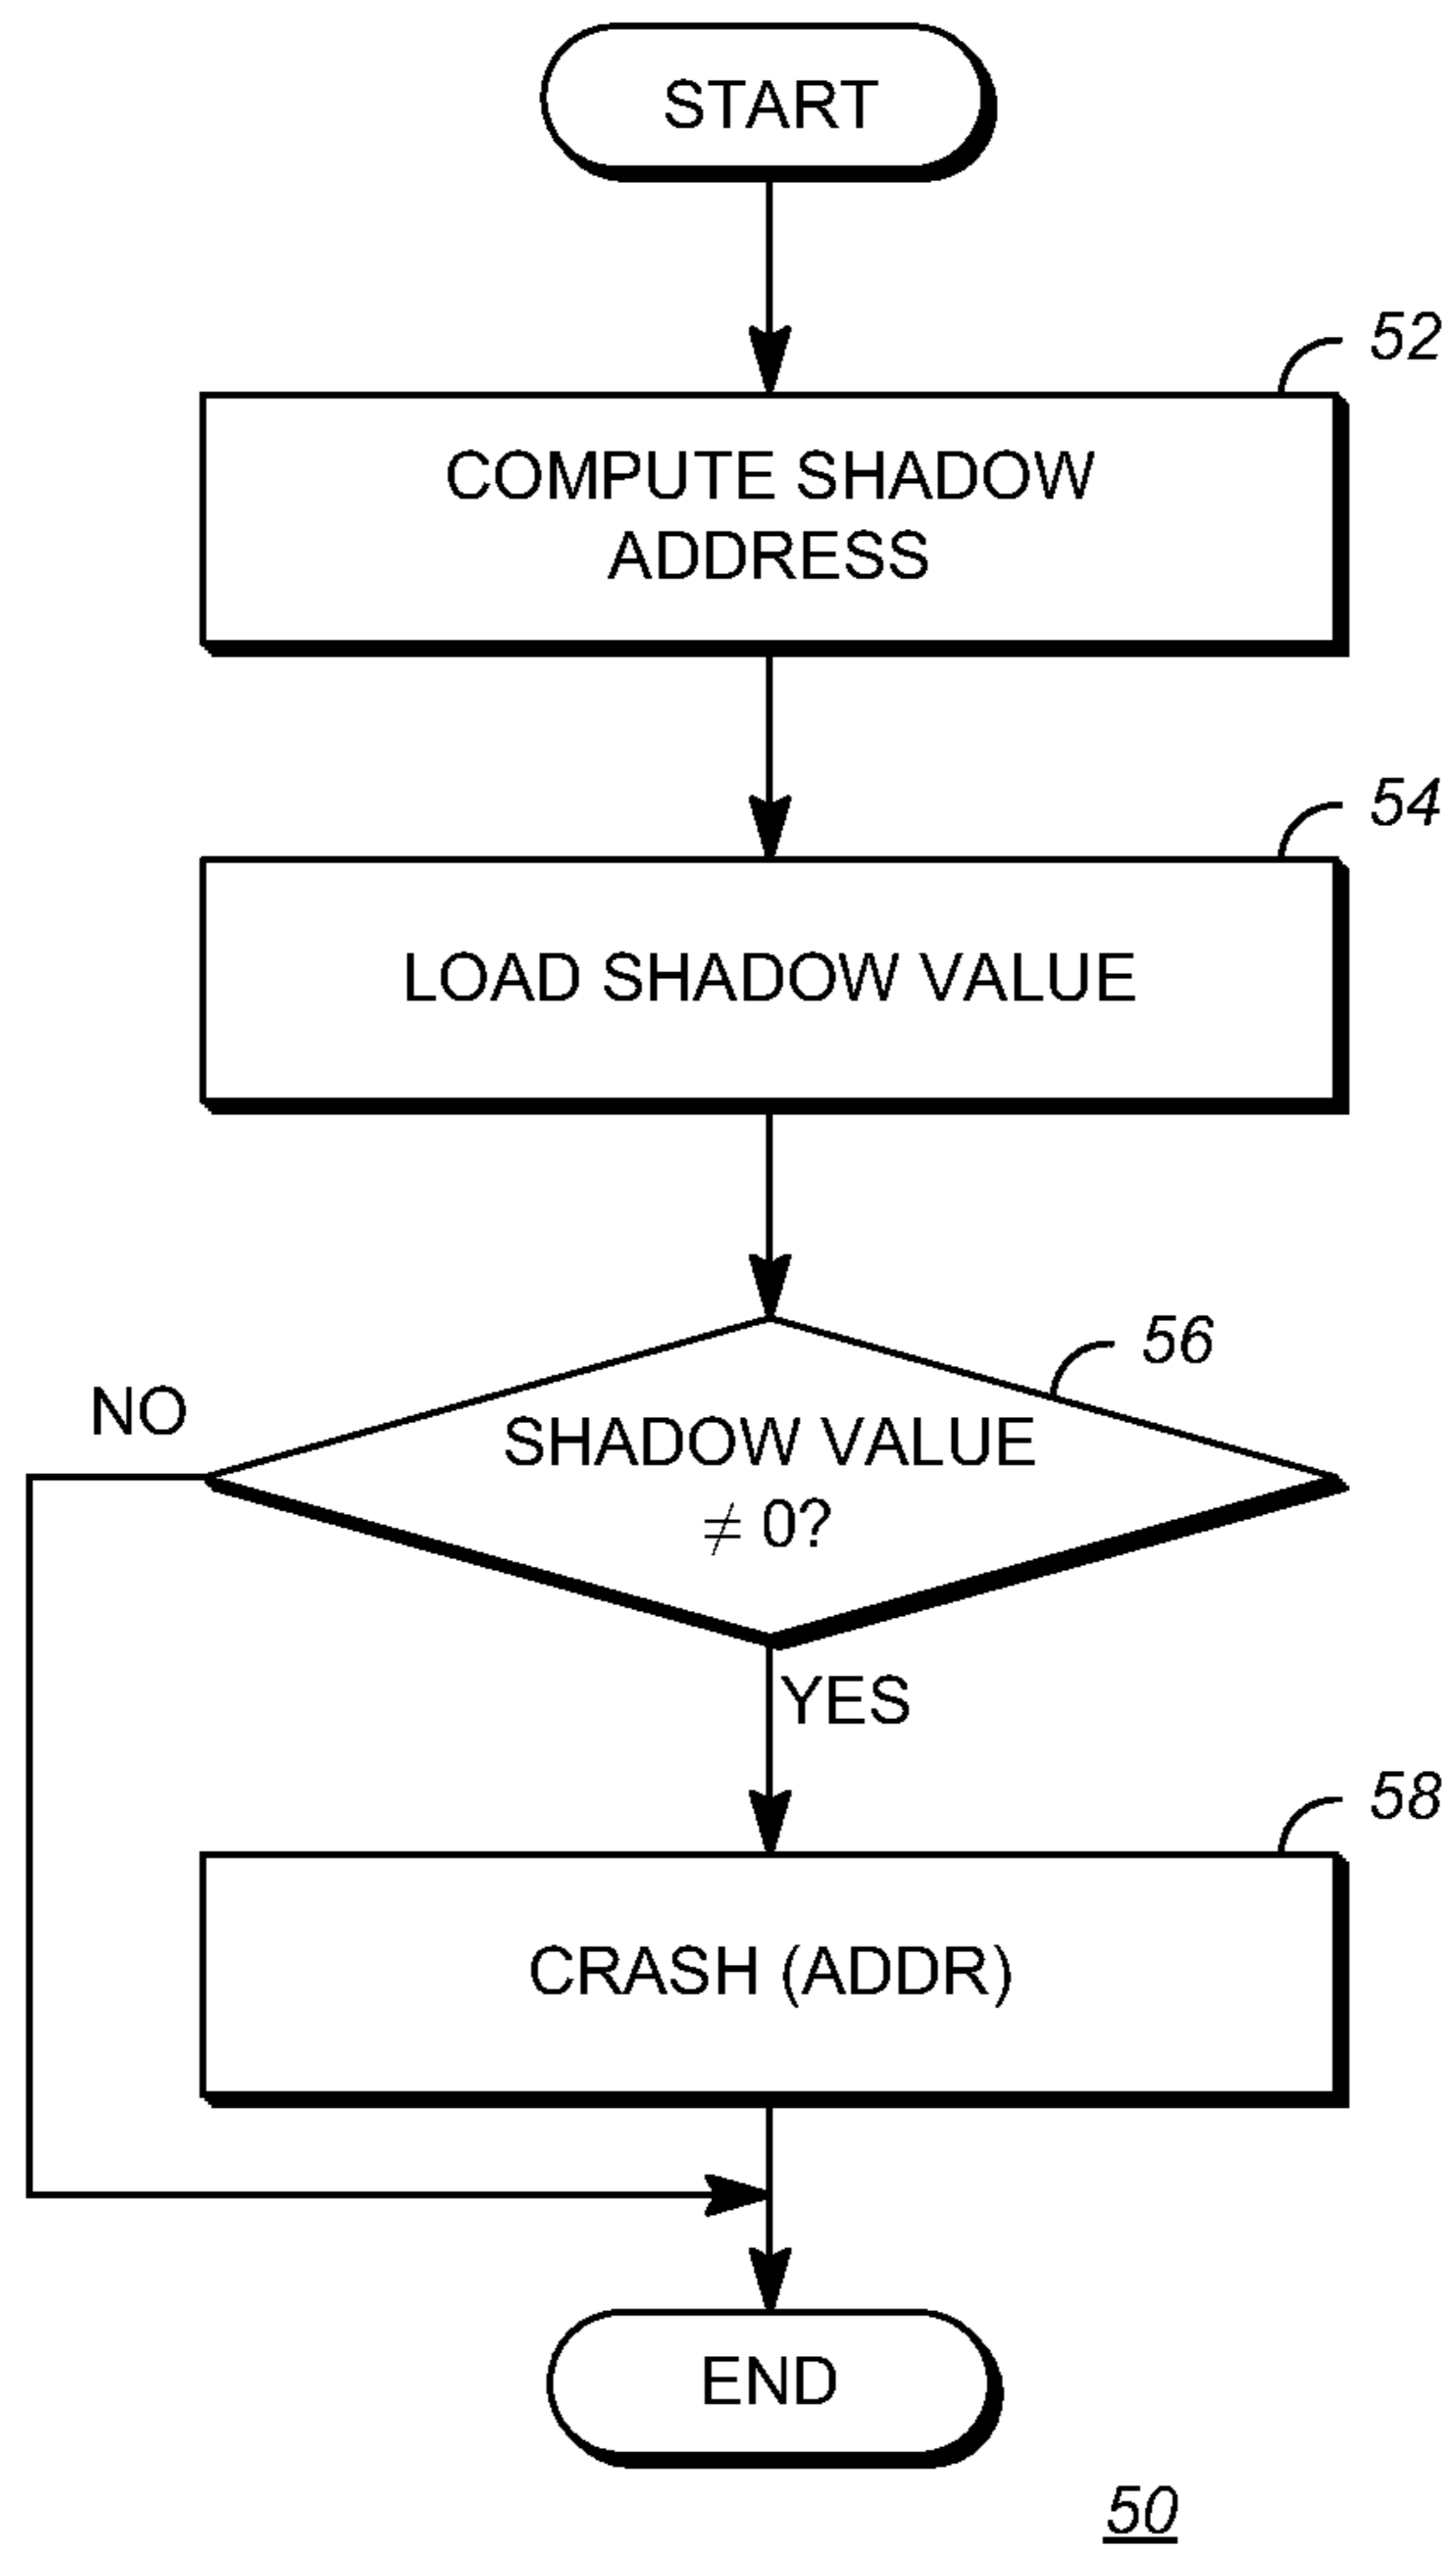 START
52
COMPUTE SHADOW
ADDRESS
54
LOAD SHADOW VALUE
56
NO
SHADOW VALUE
≠ 0?
YES
58
CRASH (ADDR)
END
50